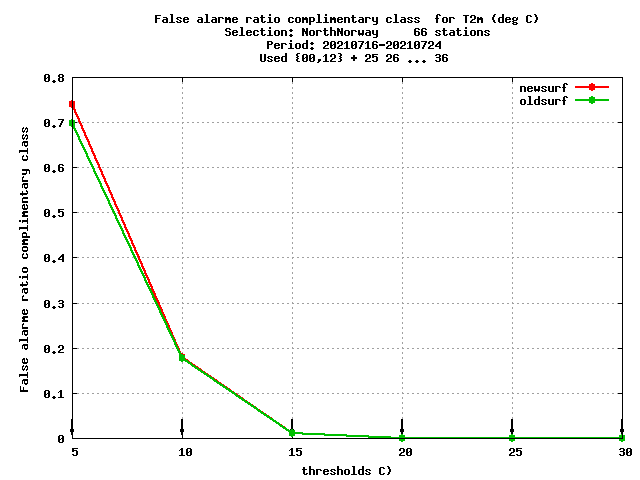 False alarme ratio complimentary class  for T2m (deg C)
Selection: NorthNorway     66 stations
Period: 20210716-20210724
Used {00,12} + 25 26 ... 36
newsurf
oldsurf
False alarme ratio complimentary class
0.8
0.7
0.6
0.5
0.4
0.3
0.2
0.1
0
5 10 15 20 25 30
thresholds C)